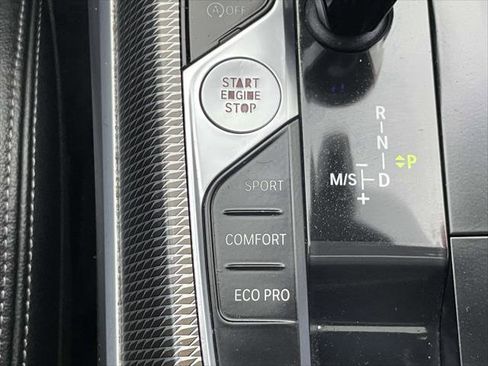 OFF
START
ENGINE
STOP
SPORT
COMFORT
ECO PRO
R
N
P
M/S
D
+